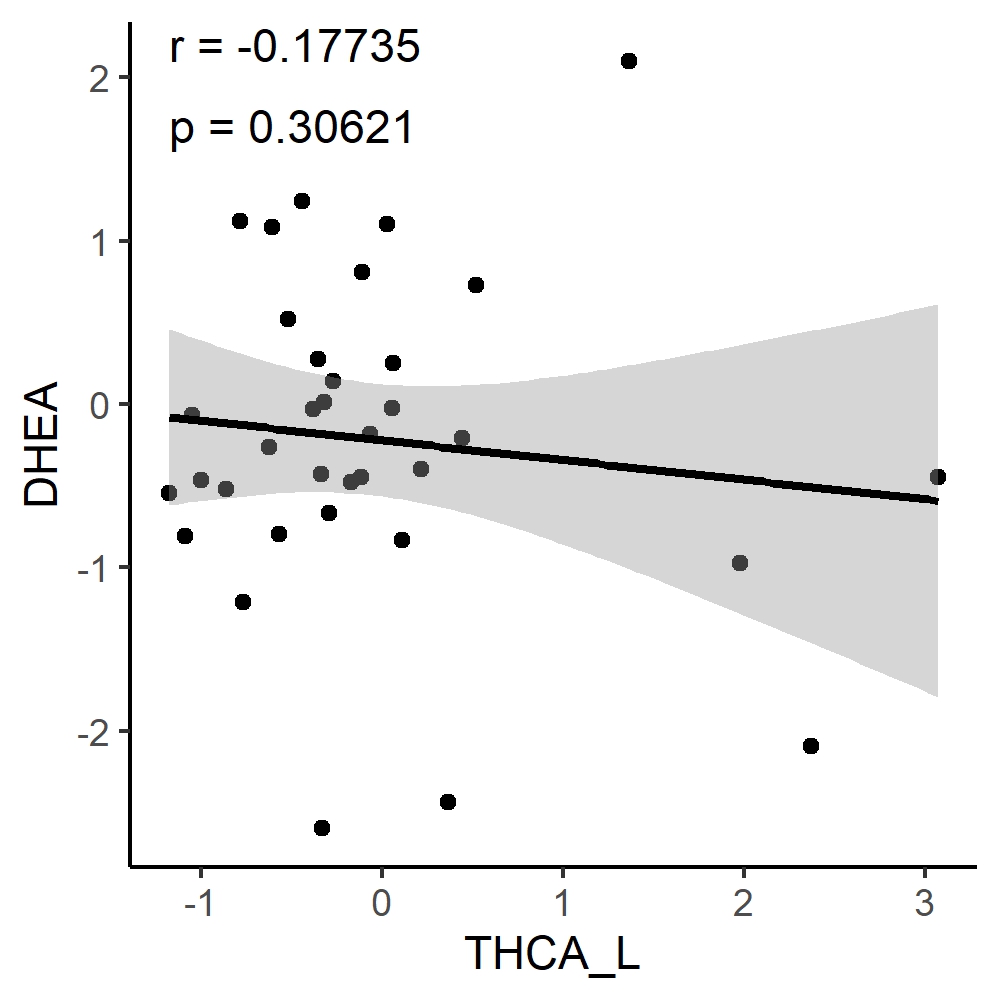 r = -0.17735
p = 0.30621
2
1
0
-1
-2
DHEA
-1 0 1 2 3
THCA_L